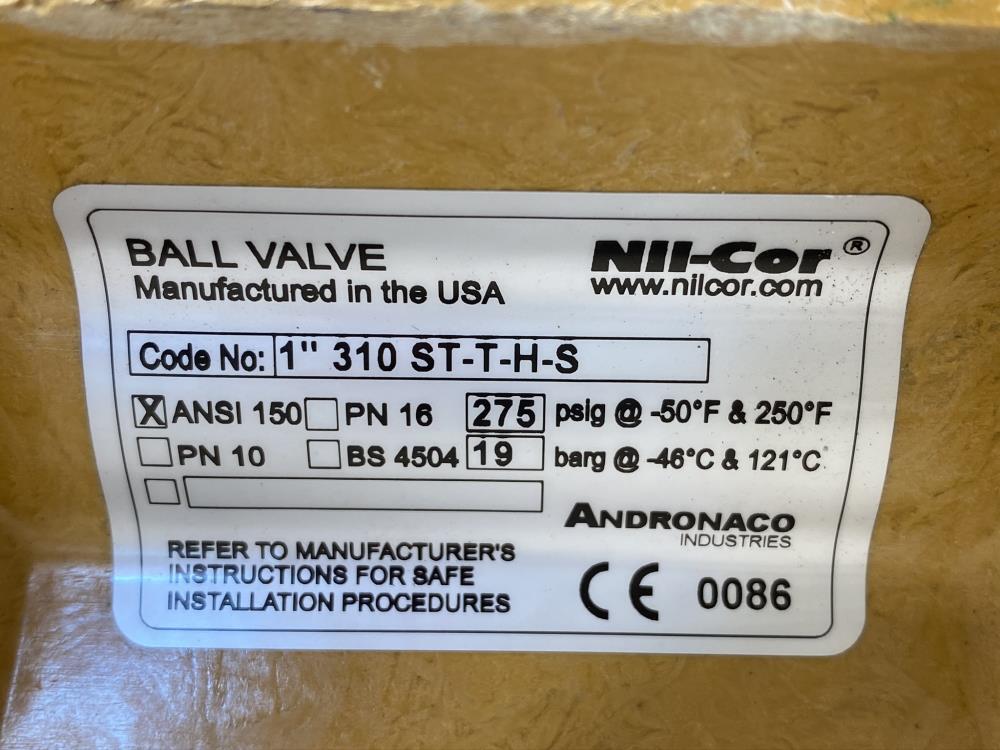 BALL VALVE
Nil-Cor®
Manufactured in the USA
www.nilcor.com
Code No: 1" 310 ST-T-H-S
X ANSI 150 PN 16 275 psig @ -50°F & 250°F
PN 10 BS 4504 19 barg @ -46°C & 121°C
ANDRONACO
INDUSTRIES
REFER TO MANUFACTURER'S
INSTRUCTIONS FOR SAFE
INSTALLATION PROCEDURES
CE 0086